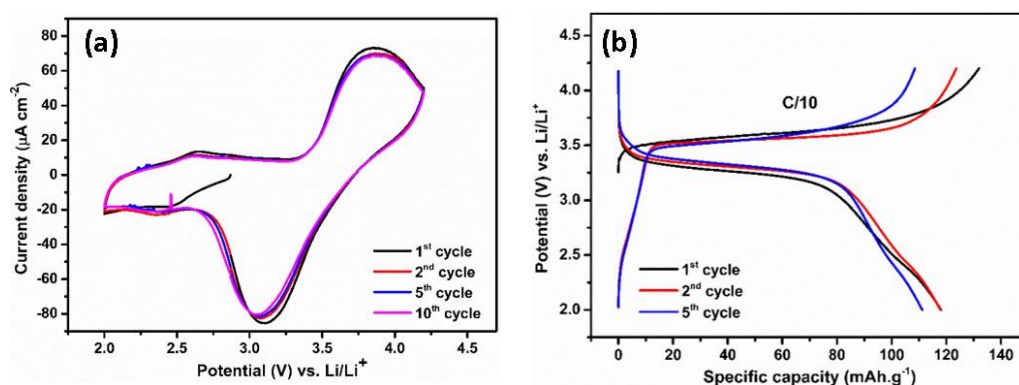 (a)
80
60
40
20
0
-20
-40
-60
-80
Current density (µA cm⁻²)
1ˢᵗ cycle
2ⁿᵈ cycle
5ᵗʰ cycle
10ᵗʰ cycle
2.0 2.5 3.0 3.5 4.0 4.5
Potential (V) vs. Li/Li⁺
(b)
4.5
4.0
3.5
3.0
2.5
2.0
Potential (V) vs. Li/Li⁺
C/10
1ˢᵗ cycle
2ⁿᵈ cycle
5ᵗʰ cycle
0 20 40 60 80 100 120 140
Specific capacity (mAh.g⁻¹)